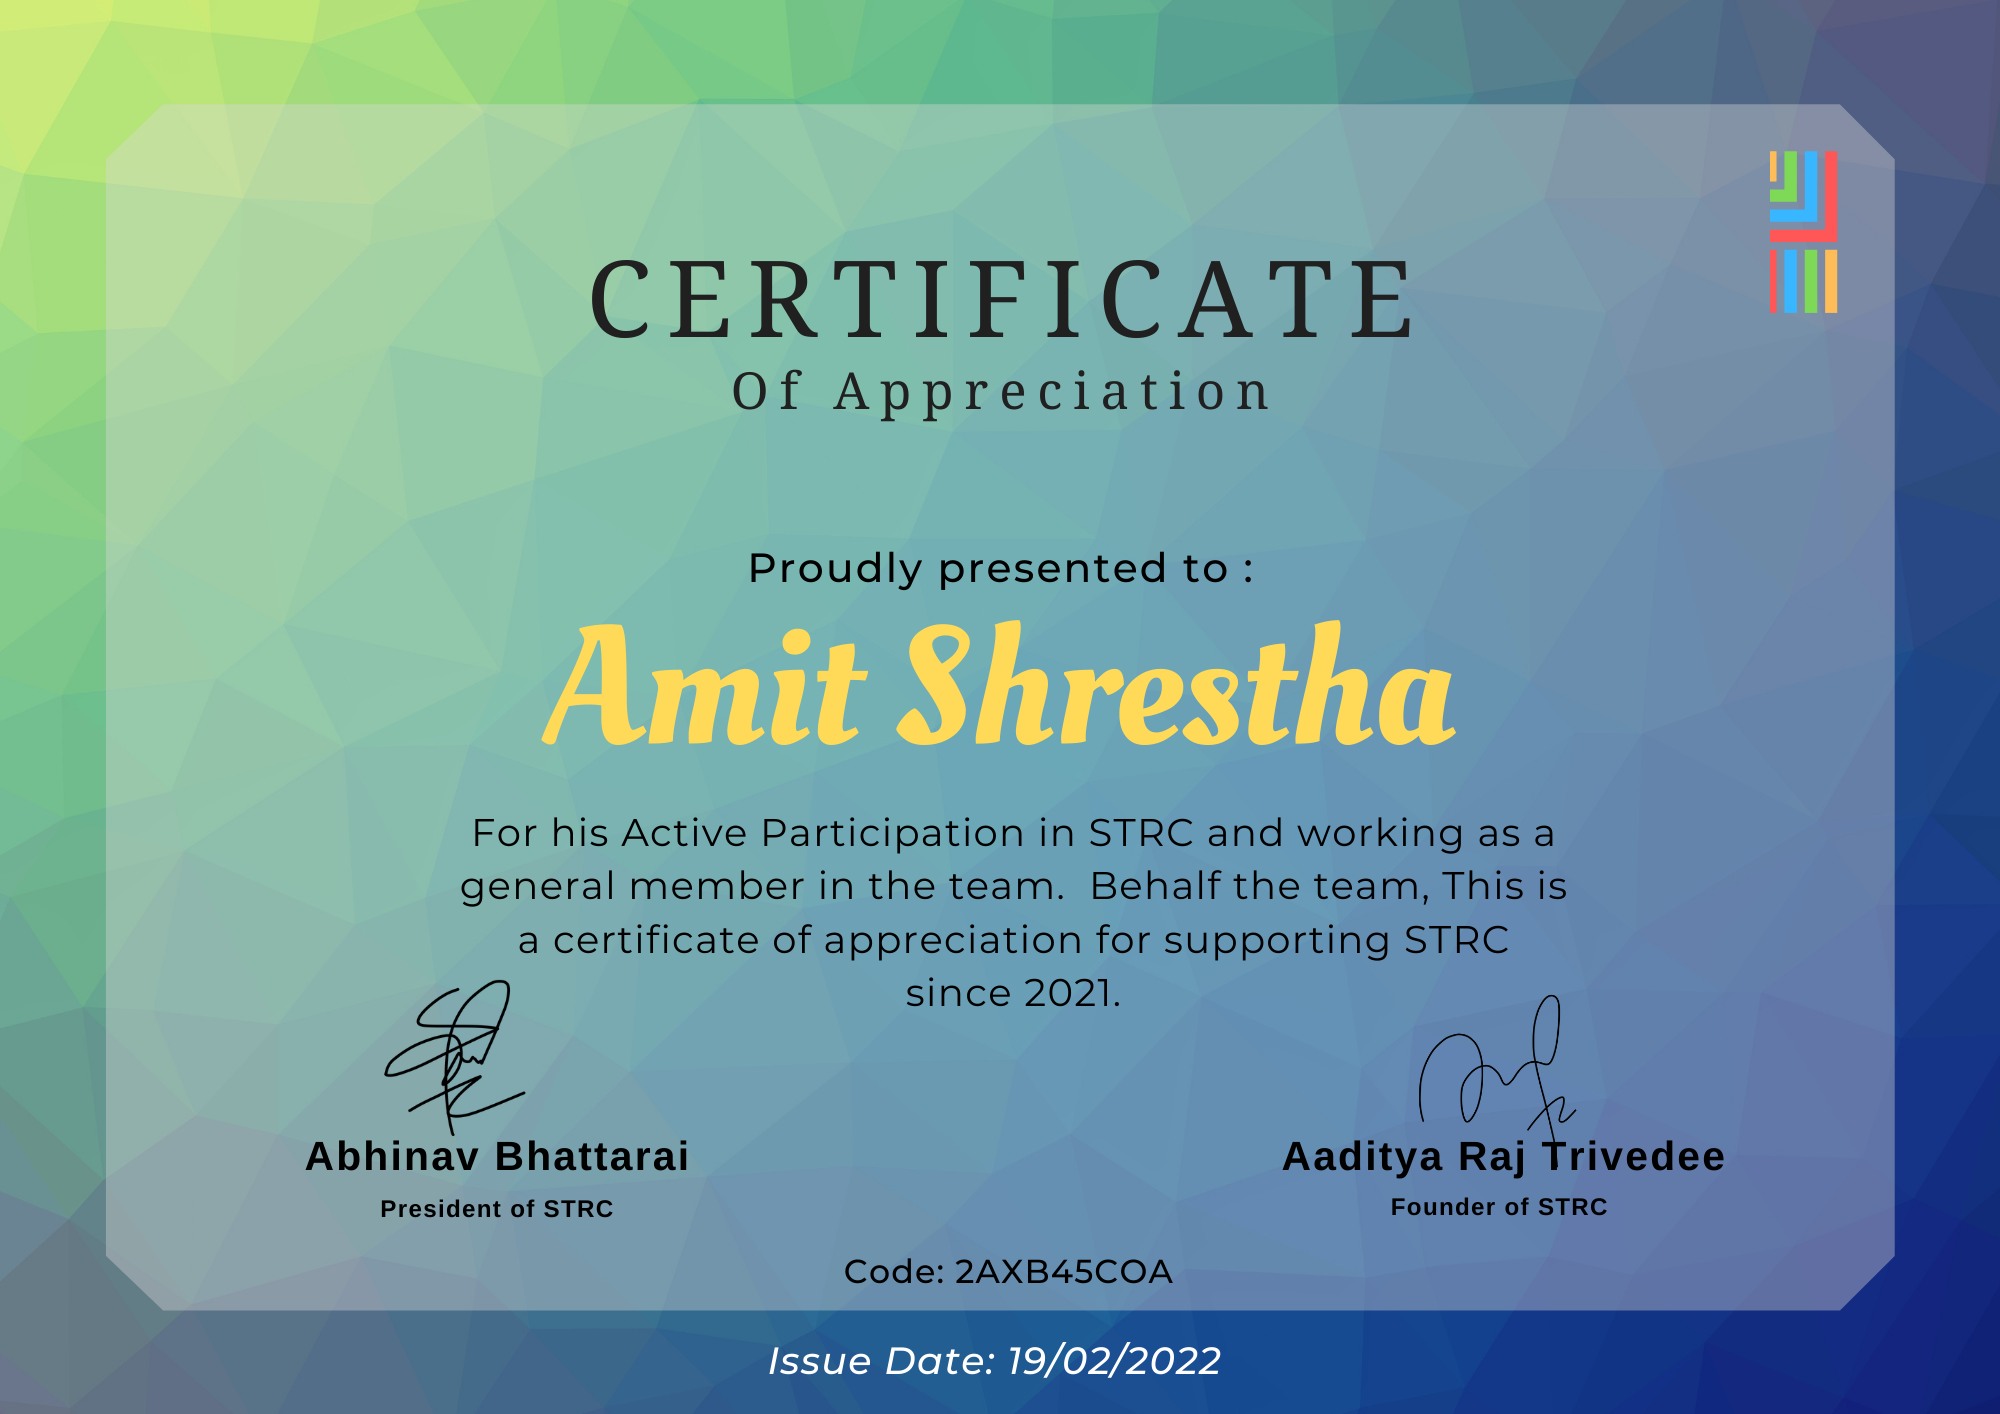 CERTIFICATE
Of Appreciation
Proudly presented to :
Amit Shrestha
For his Active Participation in STRC and working as a
general member in the team.  Behalf the team, This is
a certificate of appreciation for supporting STRC
since 2021.
Abhinav Bhattarai
President of STRC
Aaditya Raj Trivedee
Founder of STRC
Code: 2AXB45COA
Issue Date: 19/02/2022